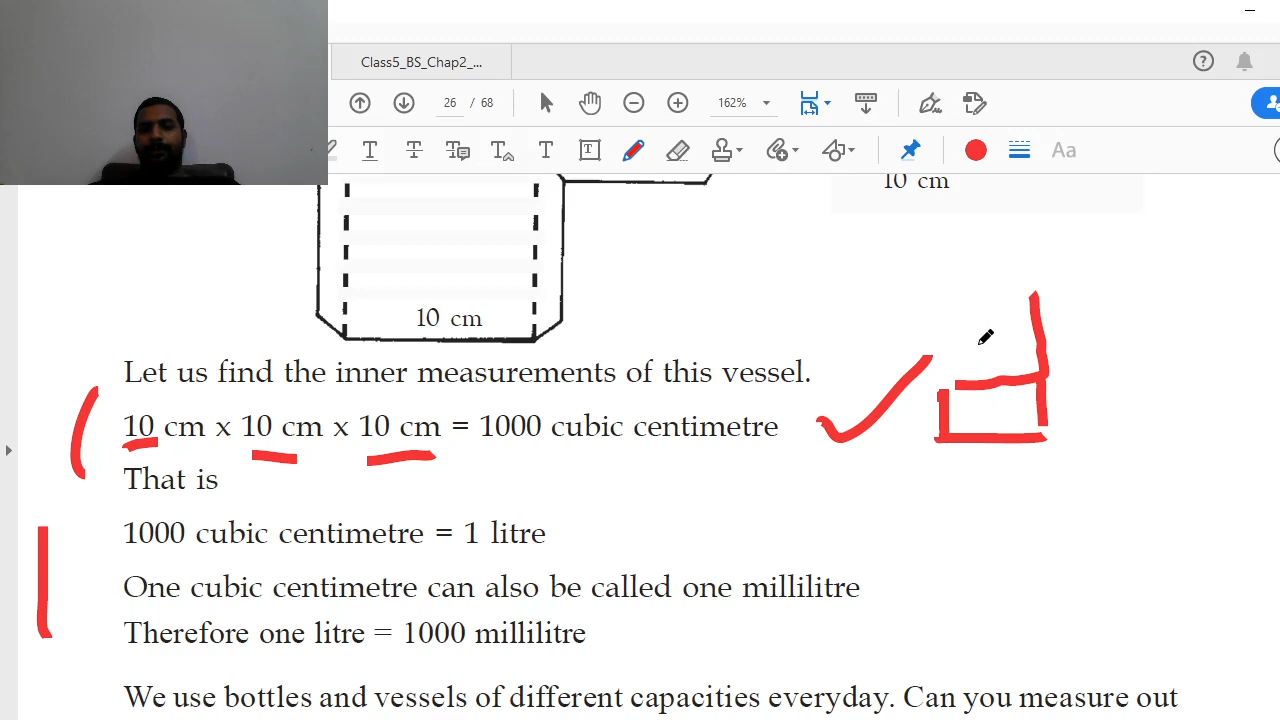 Class5_BS_Chap2_...
26 / 68
162%
Aa
10 cm
10 cm
Let us find the inner measurements of this vessel.
10 cm x 10 cm x 10 cm = 1000 cubic centimetre
That is
1000 cubic centimetre = 1 litre
One cubic centimetre can also be called one millilitre
Therefore one litre = 1000 millilitre
We use bottles and vessels of different capacities everyday. Can you measure out